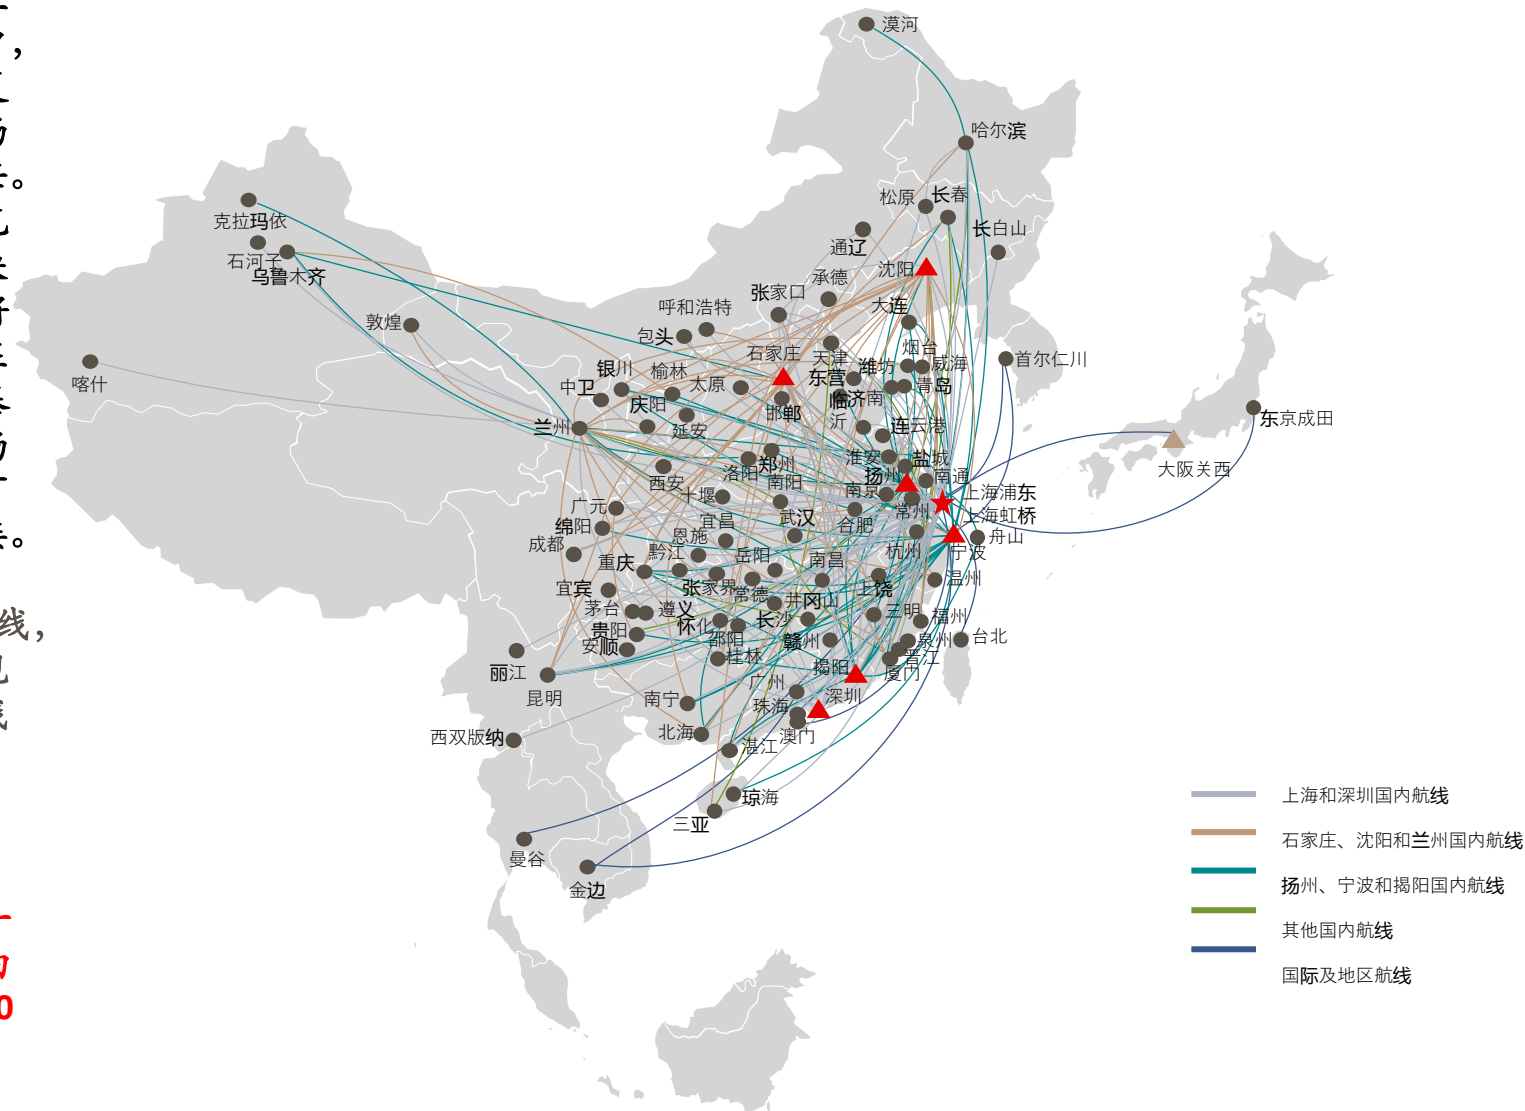 漠河
哈尔滨
松原
长春
克拉玛依
通辽
长白山
石河子
乌鲁木齐
沈阳
承德
张家口
大连
呼和浩特
敦煌
包头
石家庄
天津
烟台
首尔仁川
喀什
银川
榆林
太原
潍坊
威海
中卫
东营
青岛
庆阳
济南
临沂
邯郸
东京成田
兰州
延安
连云港
淮安
盐城
大阪关西
西安
洛阳
郑州
扬州
南通
十堰
南阳
南京
上海浦东
广元
常州
上海虹桥
绵阳
宜昌
武汉
合肥
成都
恩施
杭州
舟山
重庆
黔江
岳阳
南昌
宁波
宜宾
张家界
常德
上饶
温州
茅台
遵义
井冈山
贵阳
怀化
长沙
三明
福州
安顺
邵阳
赣州
泉州
台北
丽江
桂林
揭阳
晋江
厦门
昆明
南宁
广州
深圳
珠海
西双版纳
北海
湛江
澳门
琼海
三亚
曼谷
金边
上海和深圳国内航线
石家庄、沈阳和兰州国内航线
扬州、宁波和揭阳国内航线
其他国内航线
国际及地区航线
线，